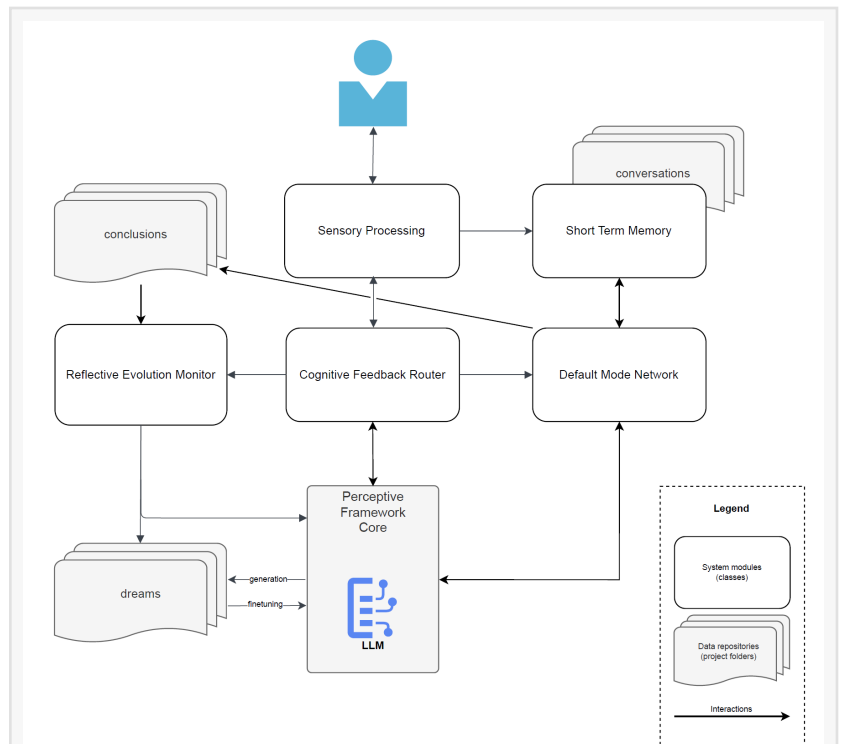 conversations
conclusions
Sensory Processing
Short Term Memory
Reflective Evolution Monitor
Cognitive Feedback Router
Default Mode Network
Perceptive
Framework
Core
Legend
System modules
(classes)
generation
dreams
finetuning
LLM
Data repositories
(project folders)
Interactions